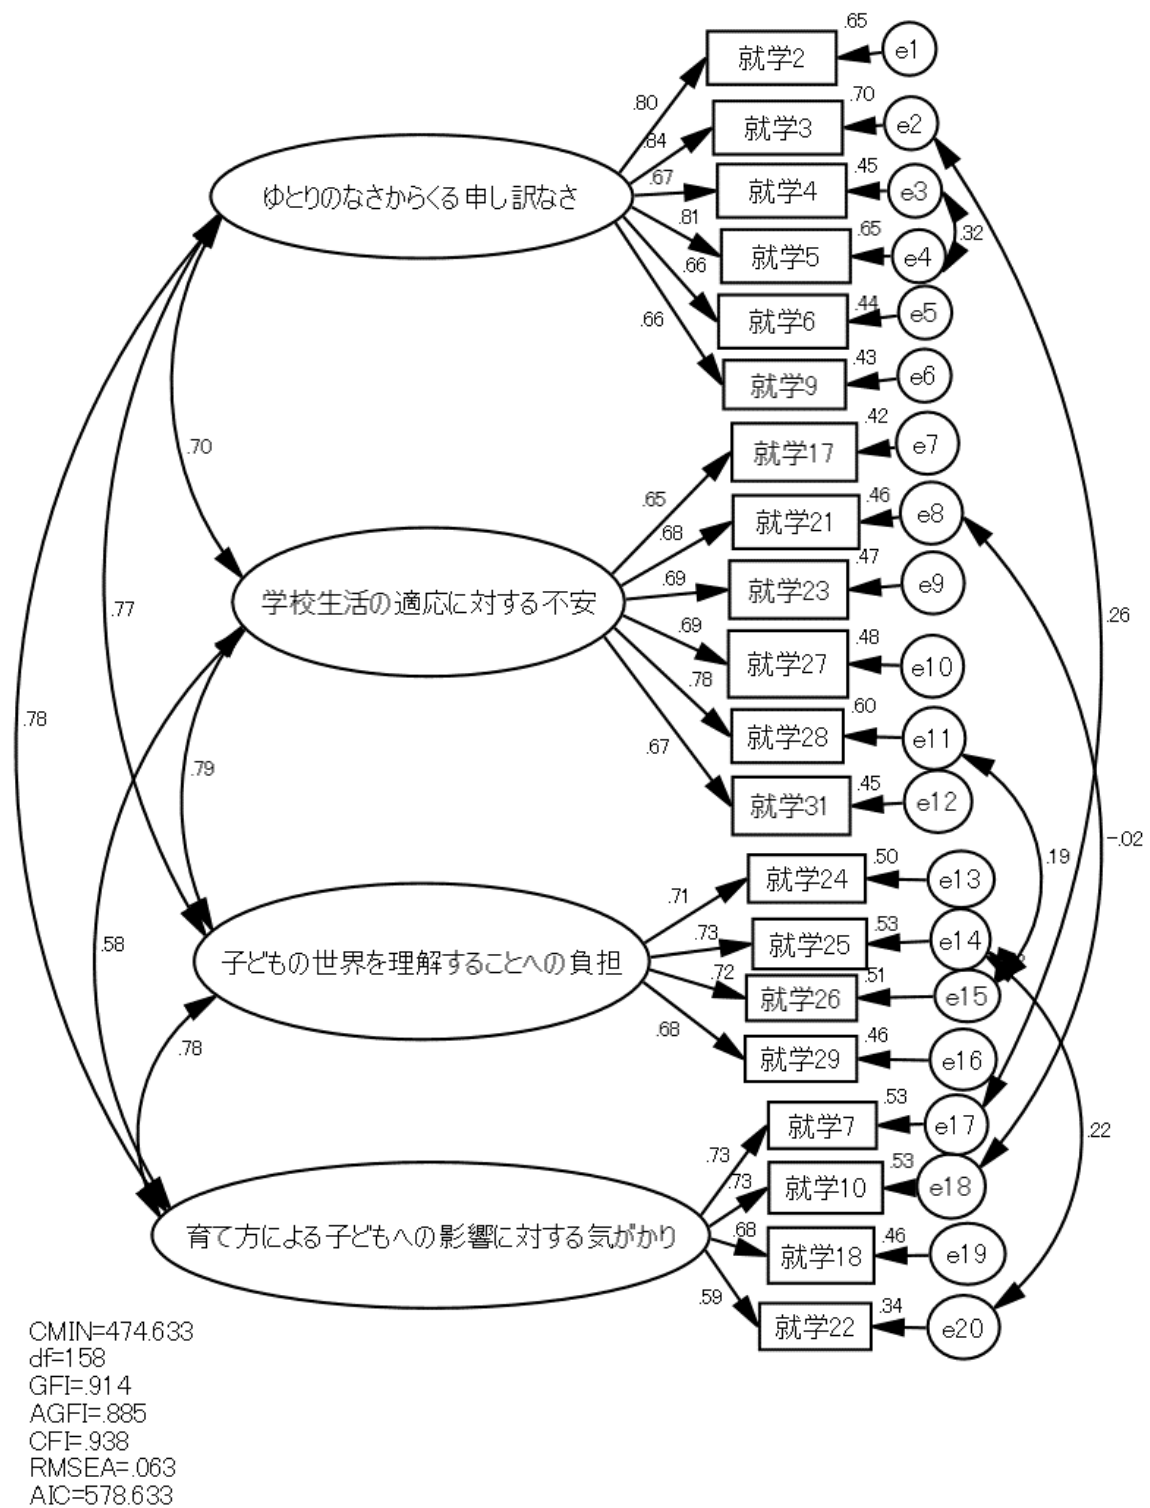 .65
就学2
e1
.80
.70
就学3
e2
.84
.45
就学4
e3
.67
ゆとりのなさからくる申し訳なさ
.81
.65
就学5
e4
.32
.66
.44
就学6
e5
.66
.43
就学9
e6
.42
就学17
e7
.70
.65
.46
就学21
e8
.68
.47
就学23
e9
.69
学校生活の適応に対する不安
.77
.26
.69
.48
就学27
e10
.78
.60
就学28
e11
.78
.67
.79
.45
就学31
e12
-.02
.50
就学24
e13
.19
.71
.53
就学25
e14
.73
.58
子どもの世界を理解することへの負担
.72
.51
就学26
e15
.68
.46
就学29
e16
.78
.53
就学7
e17
.22
.73
.53
就学10
e18
.73
育て方による子どもへの影響に対する気がかり
.68
.46
就学18
e19
.59
.34
就学22
e20
CMIN=474.633
df=158
GFI=.914
AGFI=.885
CFI=.938
RMSEA=.063
AIC=578.633